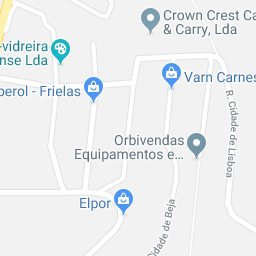 Crown Crest Ca
& Carry, Lda
-vidreira
nse Lda
Varn Carnes
perol - Frielas
R. Cidade de Lisboa
Orbivendas
Equipamentos e...
Elpor
Cidade de Beja